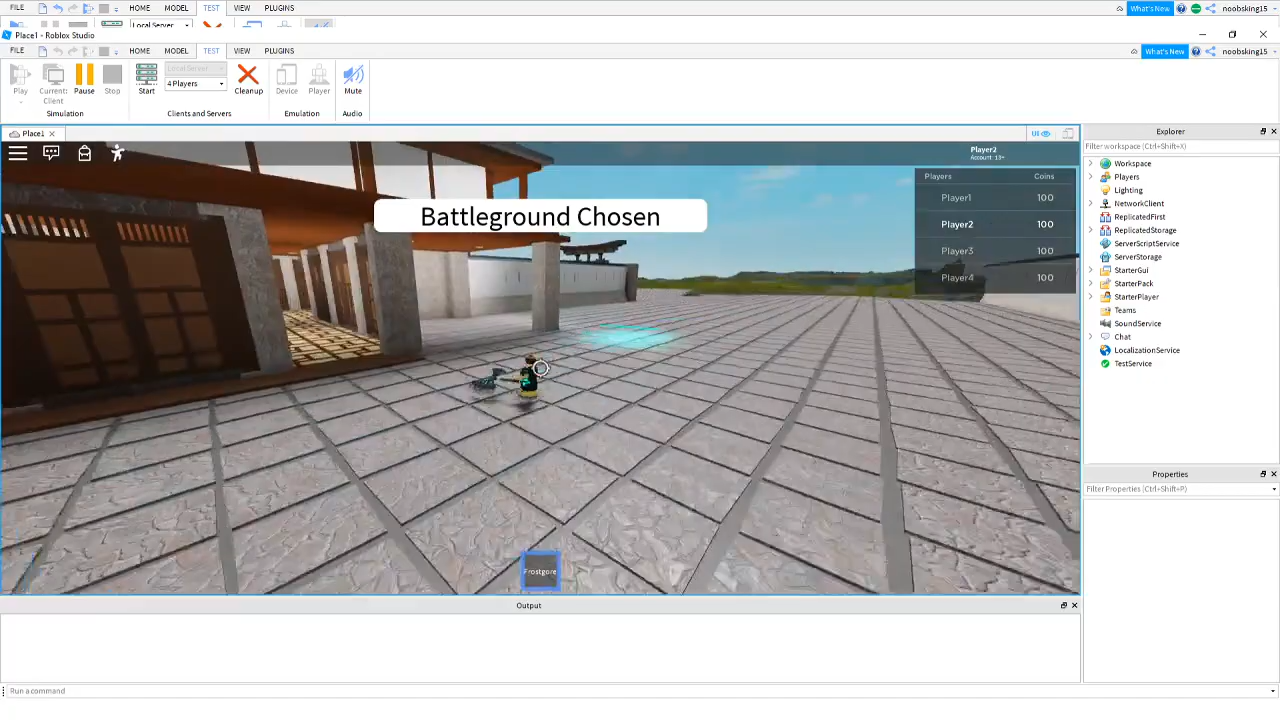 FILE HOME MODEL TEST VIEW PLUGINS What's New noobsking15
Local Server
Place1 - Roblox Studio
FILE HOME MODEL TEST VIEW PLUGINS What's New noobsking15
Local Server
4 Players
Play Current: Client Pause Stop Start Cleanup Device Player Mute
Simulation Clients and Servers Emulation Audio
Place1 UI Explorer
Filter workspace (Ctrl+Shift+X)
Player2
Account: 13+
Players Coins
Player1 100
Player2 100
Player3 100
Player4 100
Battleground Chosen
Frostgore
Workspace
Players
Lighting
NetworkClient
ReplicatedFirst
ReplicatedStorage
ServerScriptService
ServerStorage
StarterGui
StarterPack
StarterPlayer
Teams
SoundService
Chat
LocalizationService
TestService
Properties
Filter Properties (Ctrl+Shift+P)
Output
Run a command